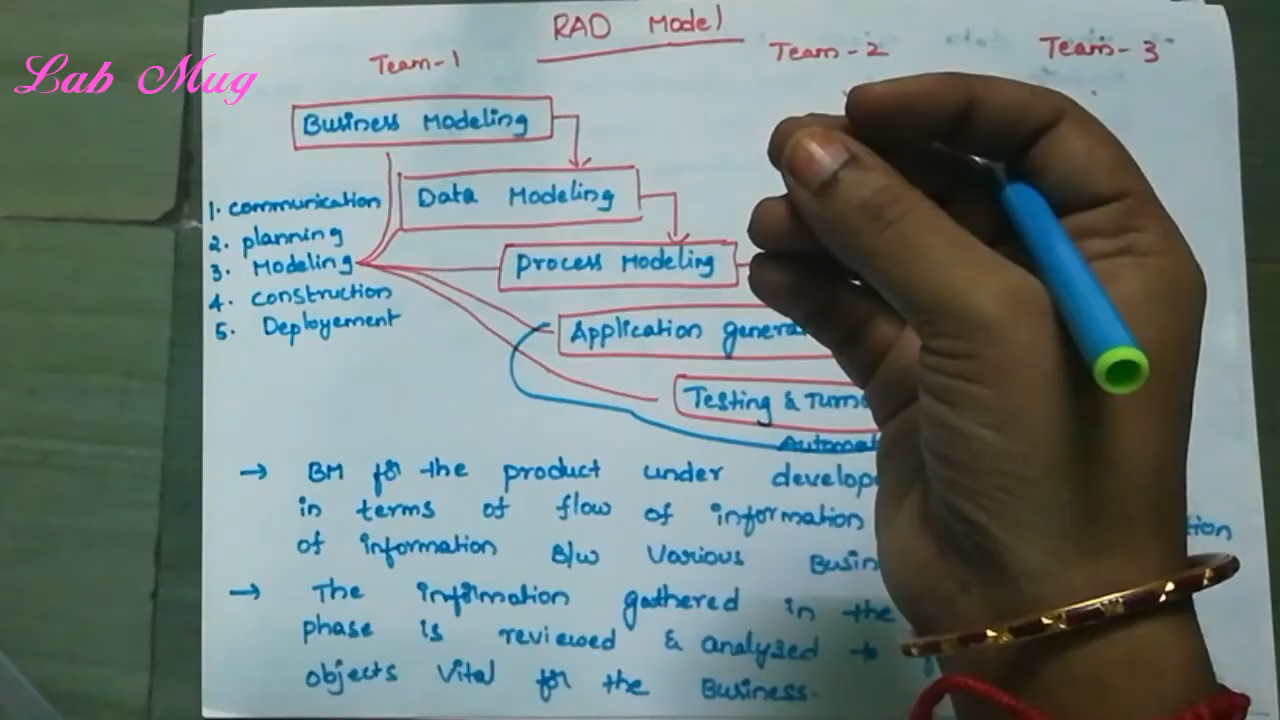 RAD Model
Team-1
Team-2
Team-3
Lab Mug
Business Modeling
Data Modeling
1. communication
2. planning
3. Modeling
4. construction
5. Deployement
Process Modeling
Application
Testing &
→ BM for the product under
in terms of flow of information
of information B/w various
→ The information gathered in the
phase is reviewed & analyzed to
objects vital for the Business.